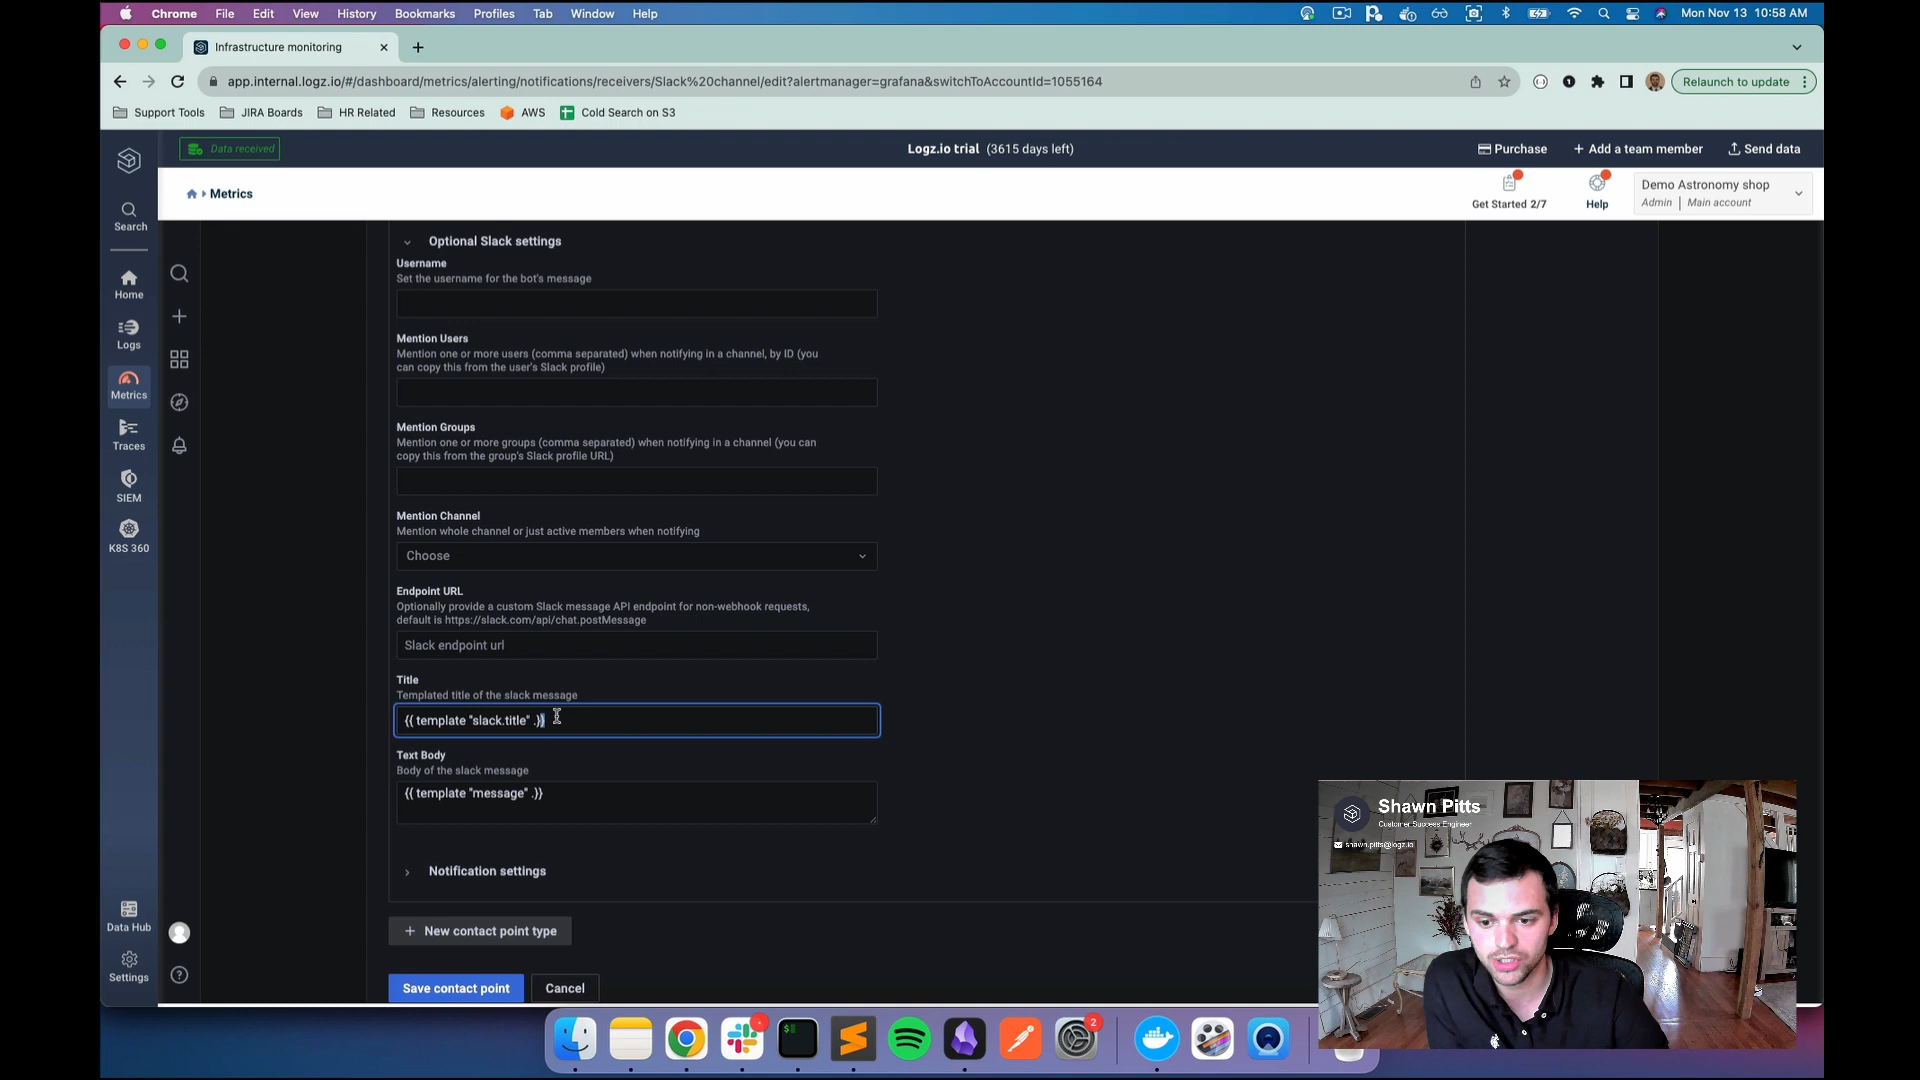 Chrome File Edit View History Bookmarks Profiles Tab Window Help
Mon Nov 13 10:58 AM
Infrastructure monitoring
app.internal.logz.io/#/dashboard/metrics/alerting/notifications/receivers/Slack%20channel/edit?alertmanager=grafana&switchToAccountId=1055164
Relaunch to update
Support Tools JIRA Boards HR Related Resources AWS Cold Search on S3
Data received
Logz.io trial (3615 days left)
Purchase + Add a team member Send data
Metrics
Get Started 2/7
Help
Demo Astronomy shop
Admin | Main account
Search
Home
Logs
Metrics
Traces
SIEM
K8S 360
Data Hub
Settings
Optional Slack settings
Username
Set the username for the bot's message
Mention Users
Mention one or more users (comma separated) when notifying in a channel, by ID (you
can copy this from the user's Slack profile)
Mention Groups
Mention one or more groups (comma separated) when notifying in a channel (you can
copy this from the group's Slack profile URL)
Mention Channel
Mention whole channel or just active members when notifying
Choose
Endpoint URL
Optionally provide a custom Slack message API endpoint for non-webhook requests,
default is https://slack.com/api/chat.postMessage
Slack endpoint url
Title
Templated title of the slack message
{{ template "slack.title" .}}
Text Body
Body of the slack message
{{ template "message" .}}
Notification settings
+ New contact point type
Save contact point Cancel
Shawn Pitts
Customer Success Engineer
shawn.pitts@logz.io
2